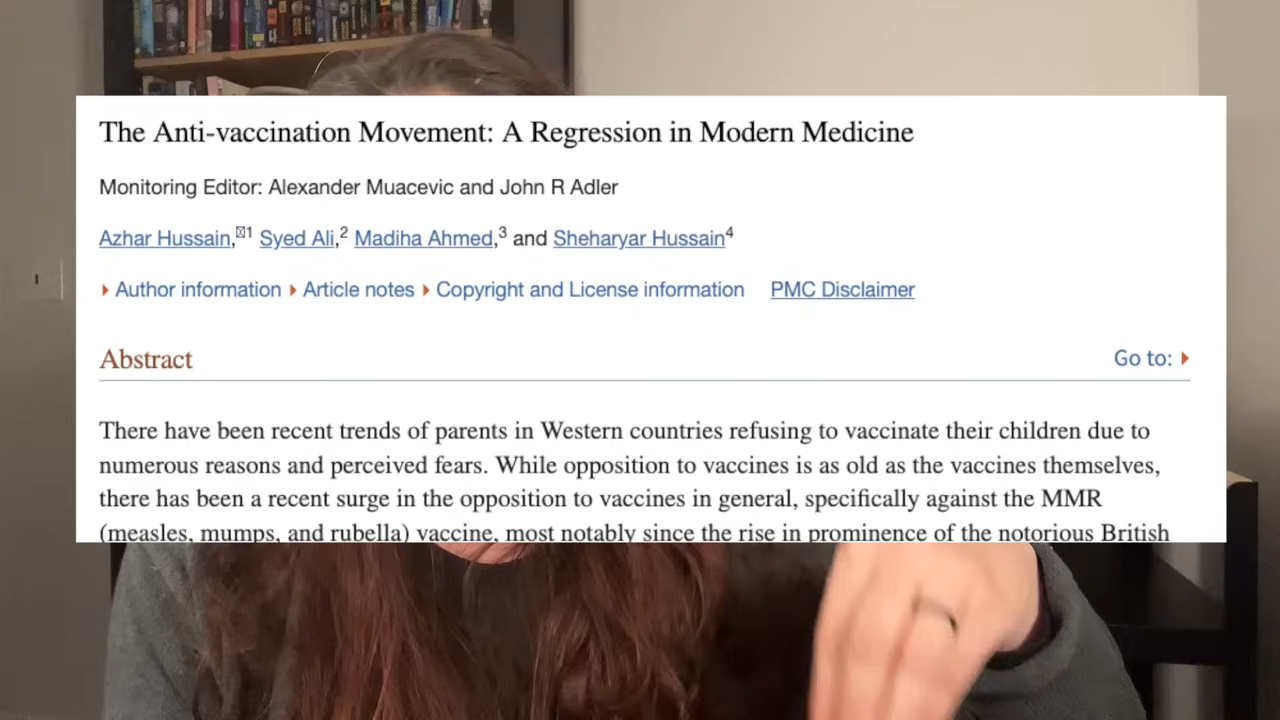 The Anti-vaccination Movement: A Regression in Modern Medicine
Monitoring Editor: Alexander Muacevic and John R Adler
Azhar Hussain,1 Syed Ali,2 Madiha Ahmed,3 and Sheharyar Hussain4
Author information Article notes Copyright and License information PMC Disclaimer
Abstract Go to:
There have been recent trends of parents in Western countries refusing to vaccinate their children due to
numerous reasons and perceived fears. While opposition to vaccines is as old as the vaccines themselves,
there has been a recent surge in the opposition to vaccines in general, specifically against the MMR
(measles, mumps, and rubella) vaccine, most notably since the rise in prominence of the notorious British